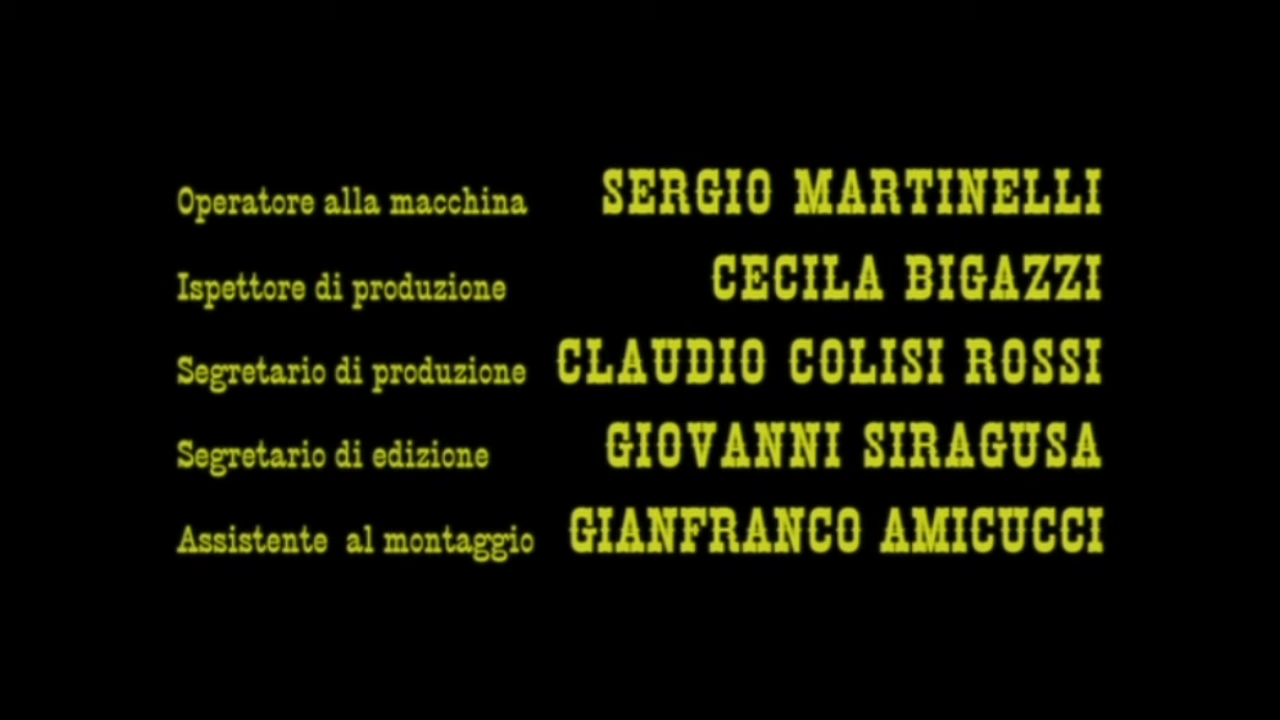 Operatore alla macchina SERGIO MARTINELLI
Ispettore di produzione CECILA BIGAZZI
Segretario di produzione CLAUDIO COLISI ROSSI
Segretario di edizione GIOVANNI SIRAGUSA
Assistente al montaggio GIANFRANCO AMICUCCI